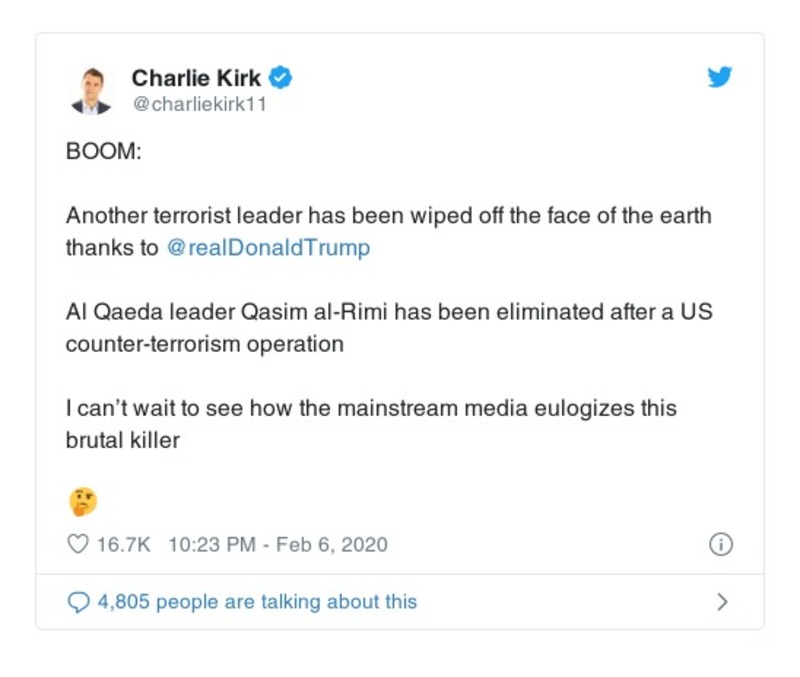 Charlie Kirk
@charliekirk11
BOOM:
Another terrorist leader has been wiped off the face of the earth
thanks to @realDonaldTrump
Al Qaeda leader Qasim al-Rimi has been eliminated after a US
counter-terrorism operation
I can’t wait to see how the mainstream media eulogizes this
brutal killer
🤔
16.7K 10:23 PM - Feb 6, 2020
4,805 people are talking about this